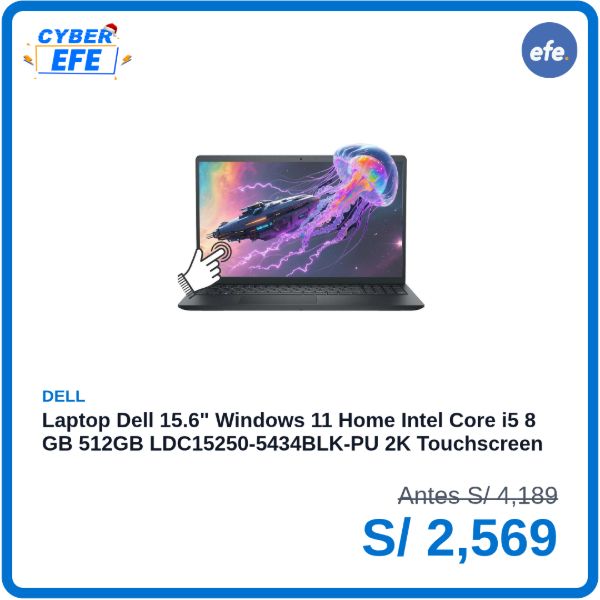 CYBER
EFE
efe.
DELL
Laptop Dell 15.6" Windows 11 Home Intel Core i5 8
GB 512GB LDC15250-5434BLK-PU 2K Touchscreen
Antes S/ 4,189
S/ 2,569